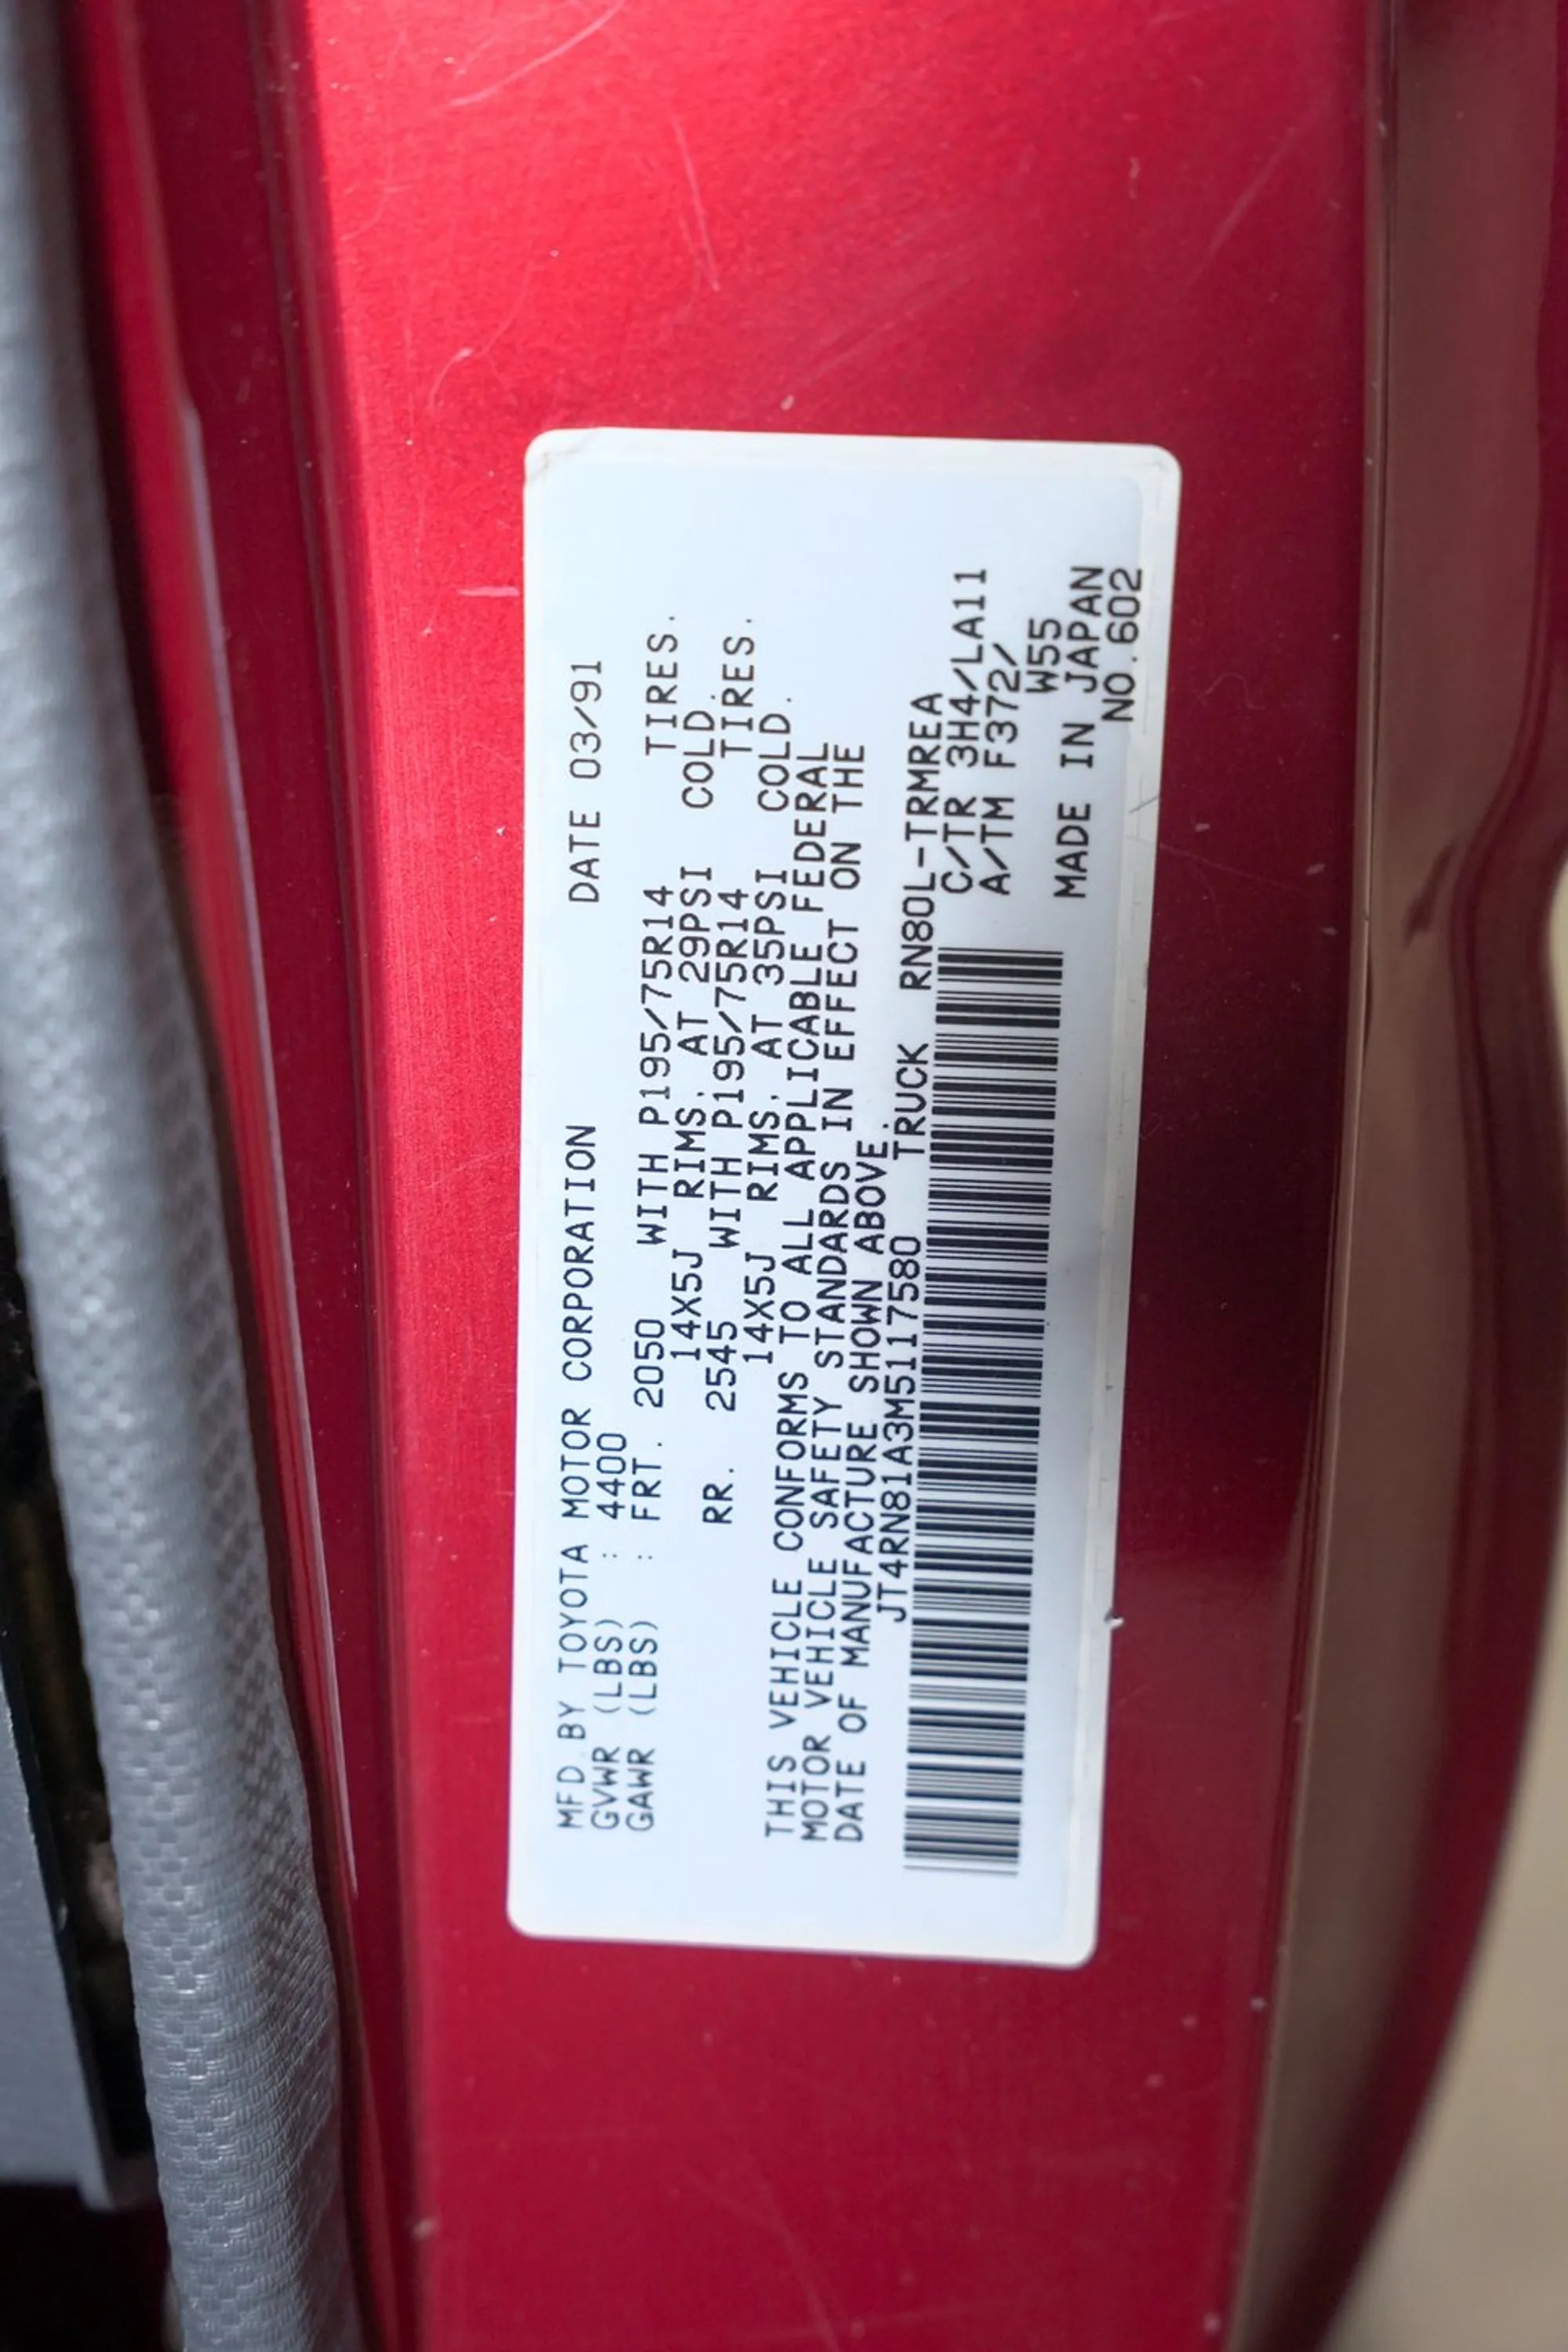 MFD.BY TOYOTA MOTOR CORPORATION DATE 03/91
GVWR (LBS) : 4400
GAWR (LBS) : FRT. 2050 WITH P195/75R14 TIRES.
14X5J RIMS, AT 29PSI COLD.
RR. 2545 WITH P195/75R14 TIRES.
14X5J RIMS, AT 35PSI COLD.
THIS VEHICLE CONFORMS TO ALL APPLICABLE FEDERAL
MOTOR VEHICLE SAFETY STANDARDS IN EFFECT ON THE
DATE OF MANUFACTURE SHOWN ABOVE.
JT4RN81A3M5117580 TRUCK RN80L-TRMREA
C/TR 3H4/LA11
A/TM F372/
W55
MADE IN JAPAN
NO.602